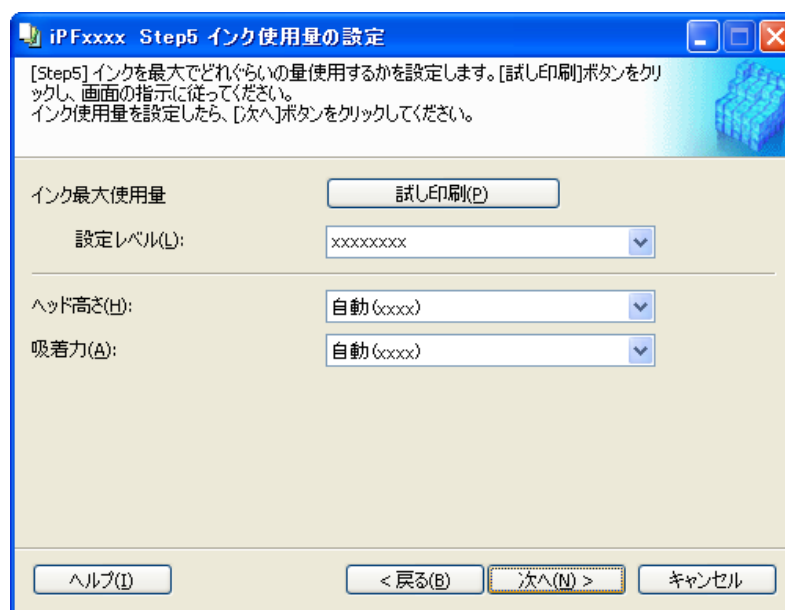 iPFxxxx Step5 インク使用量の設定
[Step5] インクを最大でどれぐらいの量使用するかを設定します。[試し印刷]ボタンをクリ
ックし、画面の指示に従ってください。
インク使用量を設定したら、[次へ]ボタンをクリックしてください。
インク最大使用量 試し印刷(P)
設定レベル(L): xxxxxxxx
ヘッド高さ(H): 自動(xxxx)
吸着力(A): 自動(xxxx)
ヘルプ(I) < 戻る(B) 次へ(N) > キャンセル